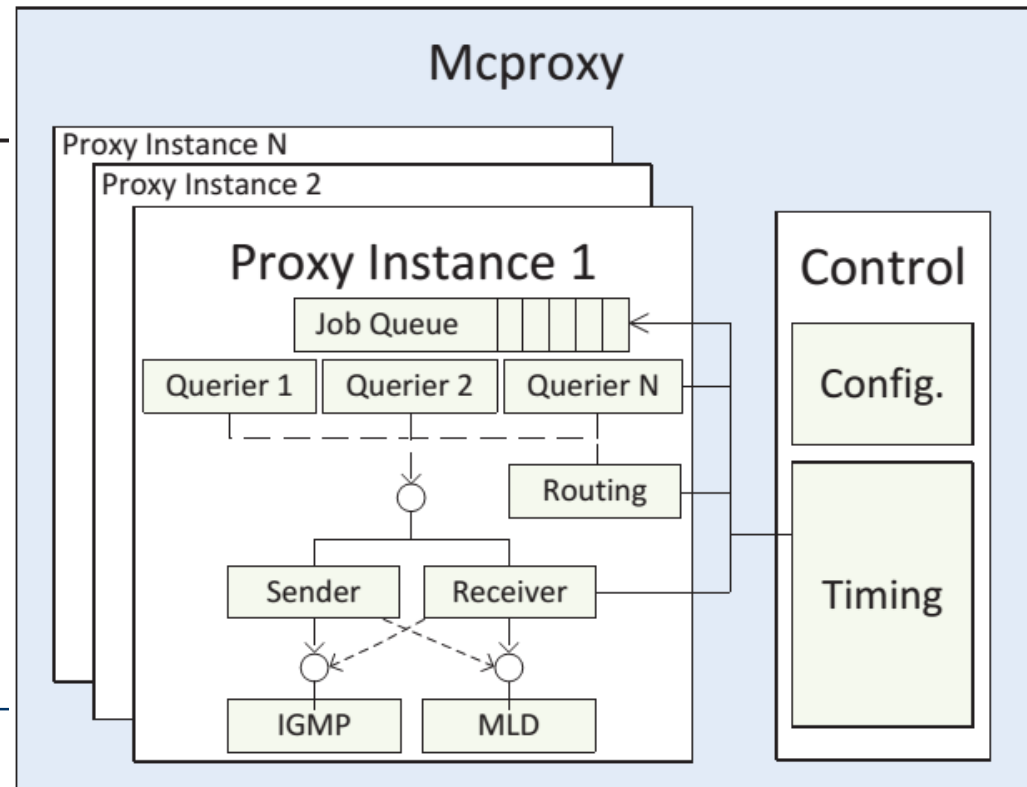 Mcproxy
Proxy Instance N
Proxy Instance 2
Proxy Instance 1
Job Queue
Querier 1
Querier 2
Querier N
Routing
Sender
Receiver
IGMP
MLD
Control
Config.
Timing